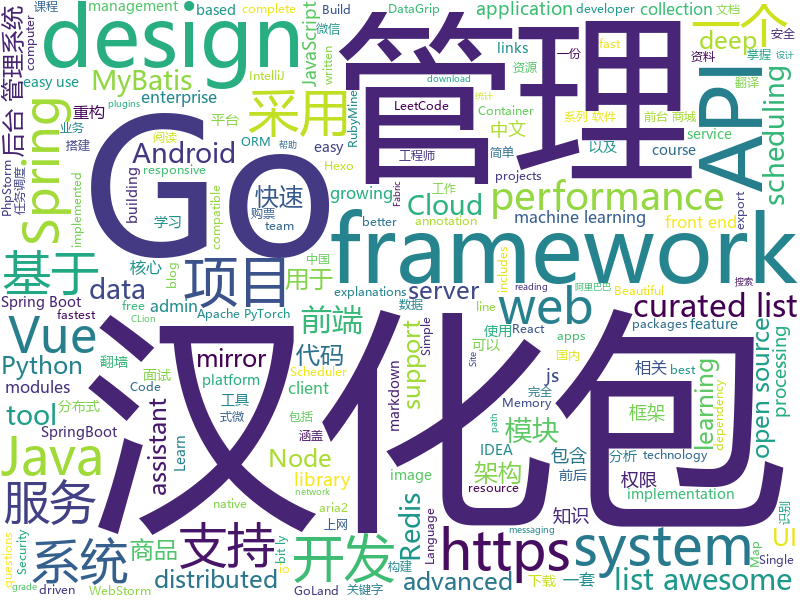 课程
management
based
complete
Build
DataGrip
微信
application
developer
collection
文档
computer
后台 管理系统
design
JavaScript
links
deep
一个
安全
MyBatis
IntelliJ
written
资源
fast
设计
easy use
enterprise
LeetCode
一份
资料
掌握
翻译
重构
采用
download
系列 软件
前台 商城
plugins
RubyMine
Container
识别
spring
平台
统计
中文
以及
API
scheduling
业务
ORM
easy
帮助
工程师
简单
service
搭建
Android
阅读
Hexo
projects
course
PhpStorm
任务调度
responsive
Go
管理
implemented
building
快速
Fabric
工作
performance
compatible
学习
购票
growing
Cloud
machine learning
基于
项目
核心
team
better
annotation
front end
export
blog
explanations
用于
framework
中国
includes
data
server
reading
阿里巴巴
搜索
Spring Boot
admin
free
Apache PyTorch
数据
line
web
curated list
Vue
fastest
CLion
前端
使用
React
packages
feature
Beautiful
Python
翻墙
代码
Simple
可以
apps
best
modules
platform
Scheduler
国内
dependency
mirror
support
js
相关
learning
open source
processing
tool
分布式
面试
client
Code
Memory
完全
SpringBoot
工具
包括
markdown
IDEA
前后
分析
technology
汉化包
Java
式微
涵盖
模块
包含
框架
Learn
Node
assistant
library
架构
知识
权限
implementation
服务
商品
image
Redis
native
resource
path
questions
Security
系统
支持
开发
aria2
上网
https
system
UI
Language
构建
network
Map
io
bit ly
messaging
grade
driven
distributed
GoLand
advanced
下载
一套
Single
WebStorm
关键字
list awesome
Site